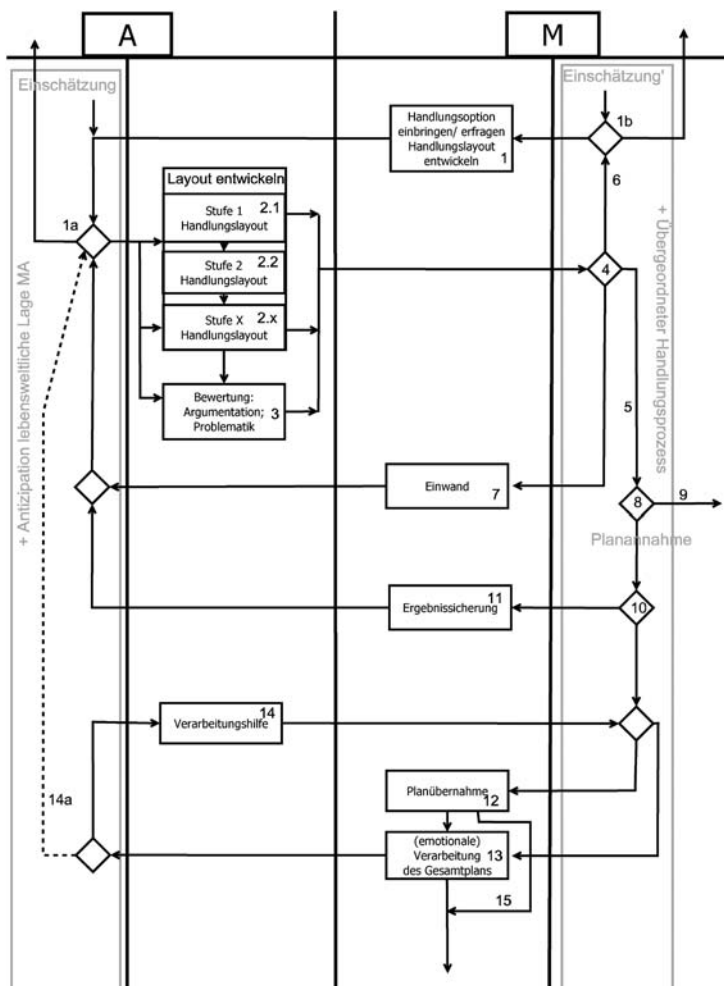 A
M
Einschätzung
Einschätzung'
1b
Handlungsoption
einbringen/ erfragen
Handlungslayout
entwickeln
1
6
Layout entwickeln
1a
Stufe 1
Handlungslayout
2.1
Stufe 2
Handlungslayout
2.2
Stufe X
Handlungslayout
2.x
4
Bewertung:
Argumentation;
Problematik
3
5
+ Antizipation lebensweltliche Lage MA
+ Übergeordneter Handlungsprozess
Einwand
7
8
9
Planannahme
Ergebnissicherung
11
10
Verarbeitungshilfe
14
14a
Planübernahme
12
(emotionale)
Verarbeitung
des Gesamtplans
13
15